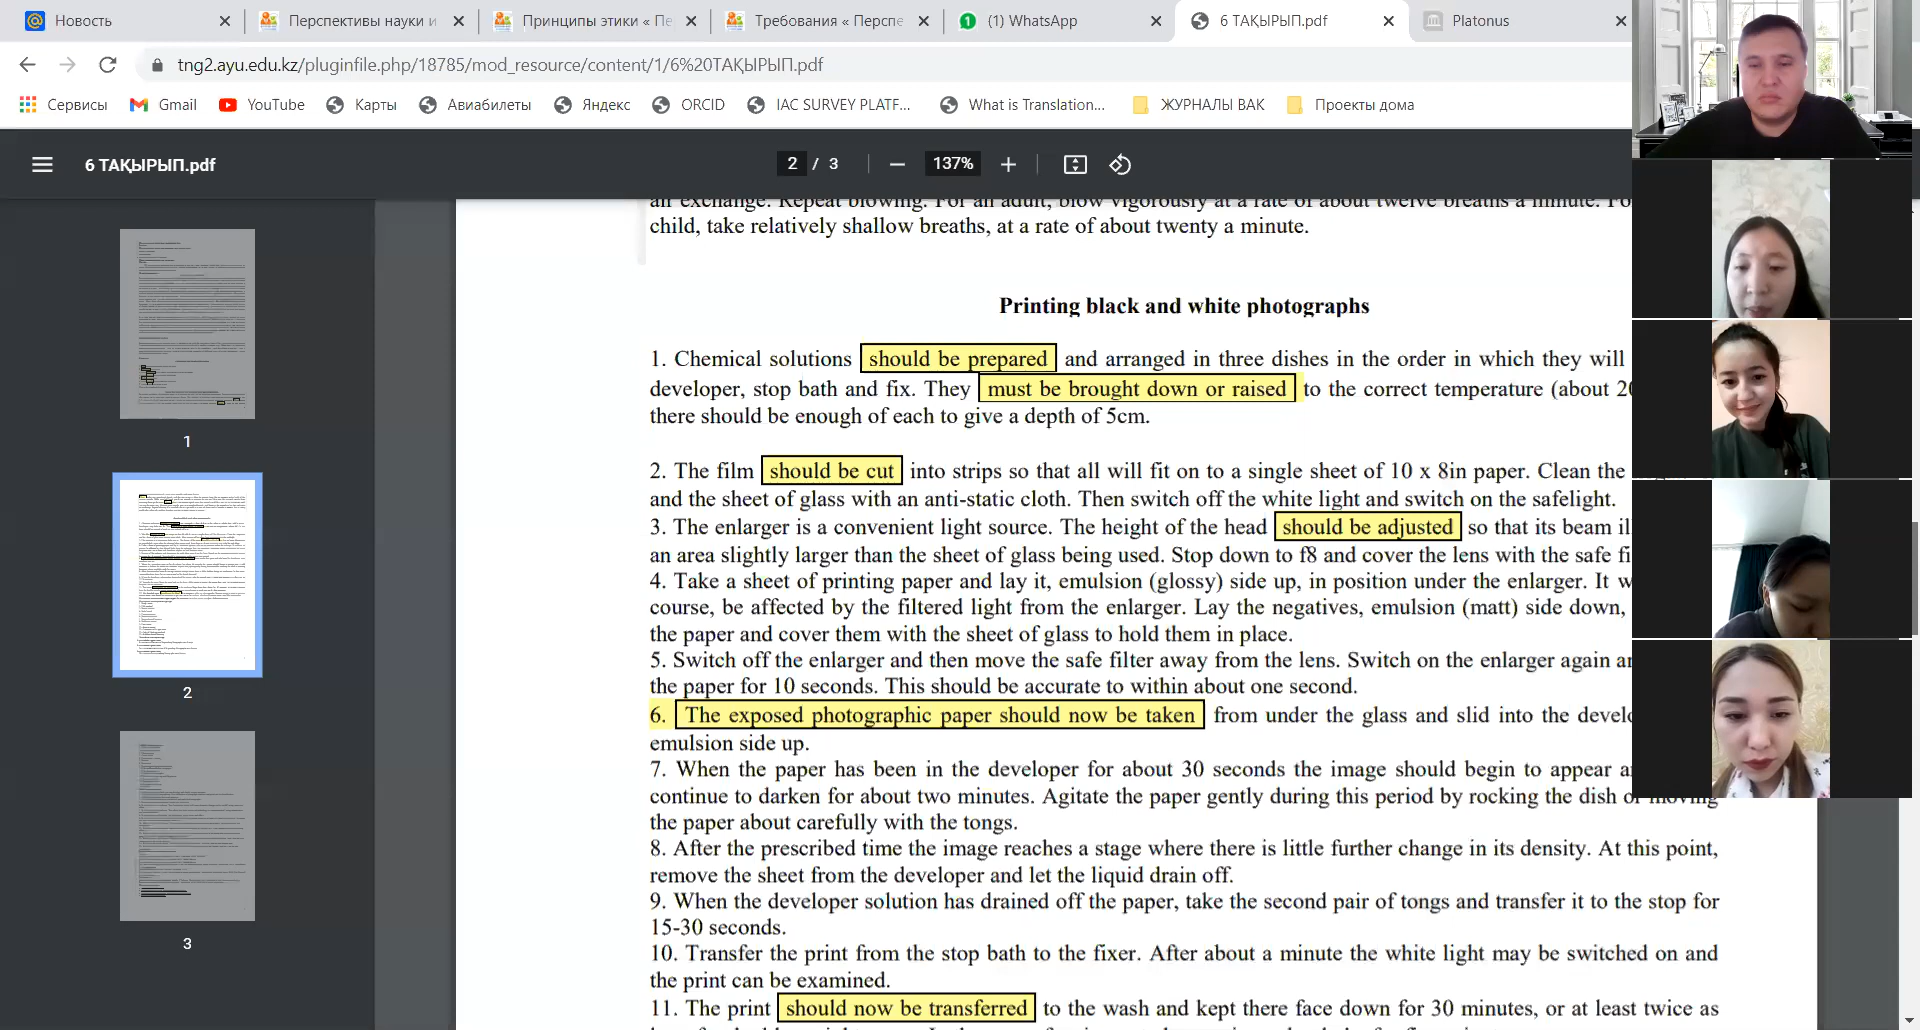 Новость
Перспективы науки и
Принципы этики « Пе
Требования « Перспе
(1) WhatsApp
6 ТАҚЫРЫП.pdf
Platonus
tng2.ayu.edu.kz/pluginfile.php/18785/mod_resource/content/1/6%20ТАҚЫРЫП.pdf
Сервисы
Gmail
YouTube
Карты
Авиабилеты
Яндекс
ORCID
IAC SURVEY PLATF...
What is Translation...
ЖУРНАЛЫ ВАК
Проекты дома
6 ТАҚЫРЫП.pdf
2 / 3
137%
1
2
3
an exchange. Repeat blowing. For an adult, blow vigorously at a rate of about twelve breaths a minute. Fo
child, take relatively shallow breaths, at a rate of about twenty a minute.
Printing black and white photographs
1. Chemical solutions should be prepared and arranged in three dishes in the order in which they will
developer, stop bath and fix. They must be brought down or raised to the correct temperature (about 20
there should be enough of each to give a depth of 5cm.
2. The film should be cut into strips so that all will fit on to a single sheet of 10 x 8in paper. Clean the
and the sheet of glass with an anti-static cloth. Then switch off the white light and switch on the safelight.
3. The enlarger is a convenient light source. The height of the head should be adjusted so that its beam il
an area slightly larger than the sheet of glass being used. Stop down to f8 and cover the lens with the safe fi
4. Take a sheet of printing paper and lay it, emulsion (glossy) side up, in position under the enlarger. It w
course, be affected by the filtered light from the enlarger. Lay the negatives, emulsion (matt) side down,
the paper and cover them with the sheet of glass to hold them in place.
5. Switch off the enlarger and then move the safe filter away from the lens. Switch on the enlarger again a
the paper for 10 seconds. This should be accurate to within about one second.
6. The exposed photographic paper should now be taken from under the glass and slid into the develo
emulsion side up.
7. When the paper has been in the developer for about 30 seconds the image should begin to appear a
continue to darken for about two minutes. Agitate the paper gently during this period by rocking the dish or moving
the paper about carefully with the tongs.
8. After the prescribed time the image reaches a stage where there is little further change in its density. At this point,
remove the sheet from the developer and let the liquid drain off.
9. When the developer solution has drained off the paper, take the second pair of tongs and transfer it to the stop for
15-30 seconds.
10. Transfer the print from the stop bath to the fixer. After about a minute the white light may be switched on and
the print can be examined.
11. The print should now be transferred to the wash and kept there face down for 30 minutes, or at least twice as